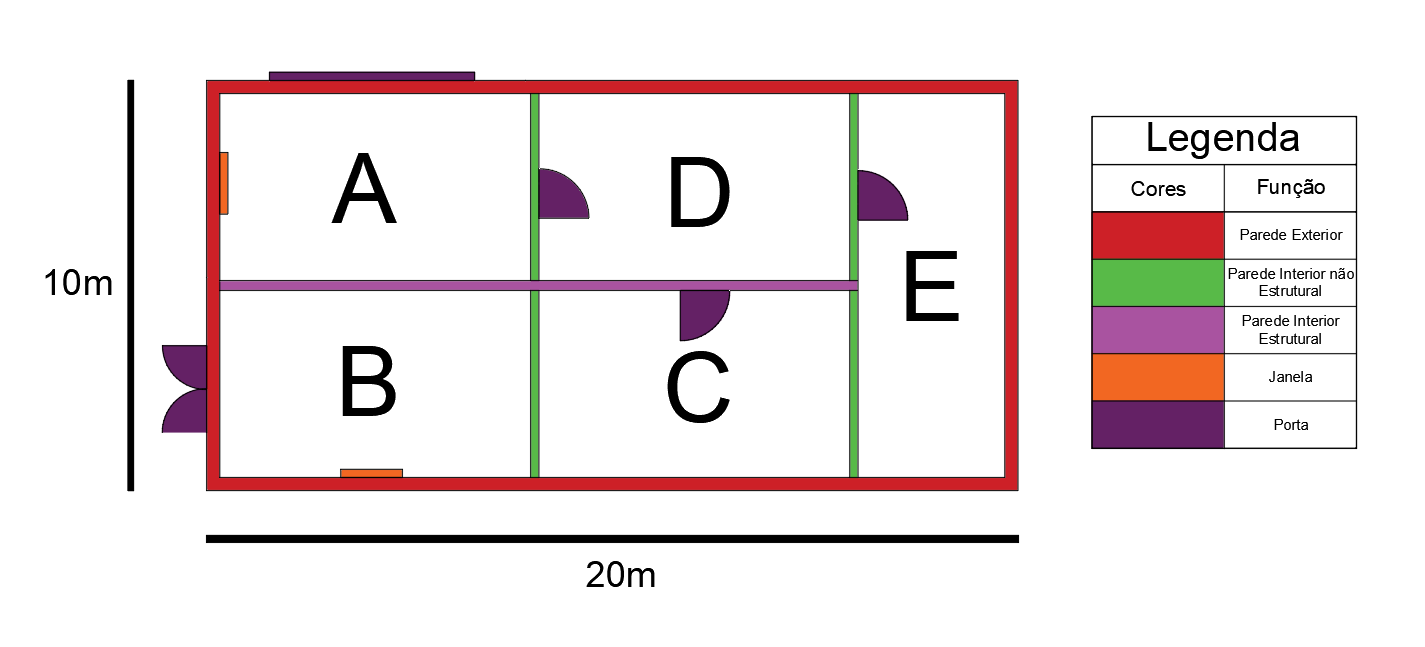 A
D
10m
E
B
C
20m
Legenda
Cores
Função
Parede Exterior
Parede Interior não
Estrutural
Parede Interior
Estrutural
Janela
Porta